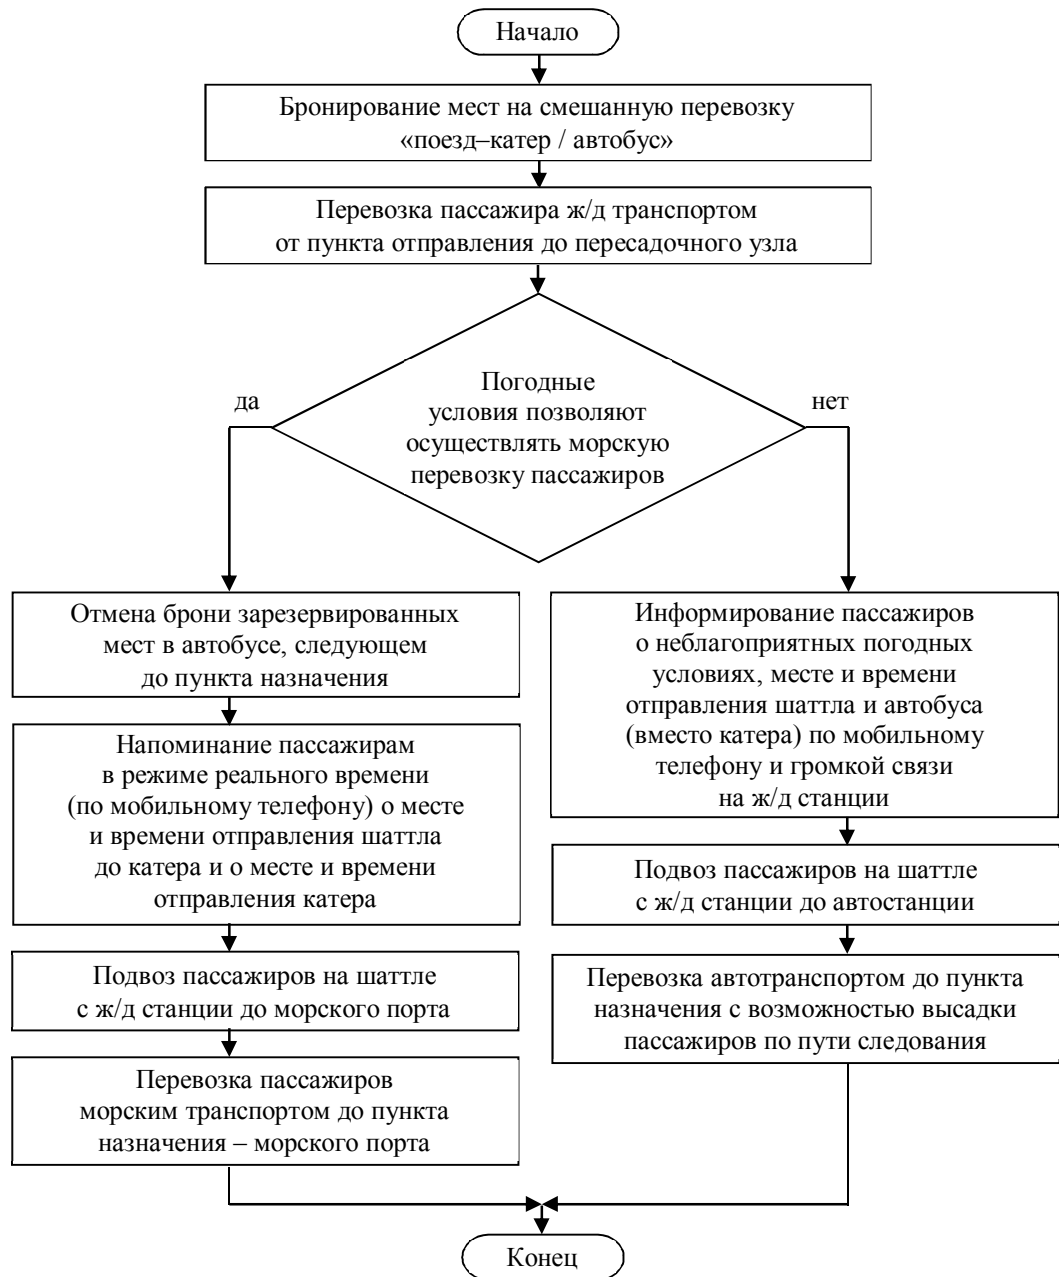 Начало
Бронирование мест на смешанную перевозку
«поезд–катер / автобус»
Перевозка пассажира ж/д транспортом
от пункта отправления до пересадочного узла
Погодные
условия позволяют
осуществлять морскую
перевозку пассажиров
да
нет
Отмена брони зарезервированных
мест в автобусе, следующем
до пункта назначения
Напоминание пассажирам
в режиме реального времени
(по мобильному телефону) о месте
и времени отправления шаттла
до катера и о месте и времени
отправления катера
Подвоз пассажиров на шаттле
с ж/д станции до морского порта
Перевозка пассажиров
морским транспортом до пункта
назначения – морского порта
Информирование пассажиров
о неблагоприятных погодных
условиях, месте и времени
отправления шаттла и автобуса
(вместо катера) по мобильному
телефону и громкой связи
на ж/д станции
Подвоз пассажиров на шаттле
с ж/д станции до автостанции
Перевозка автотранспортом до пункта
назначения с возможностью высадки
пассажиров по пути следования
Конец